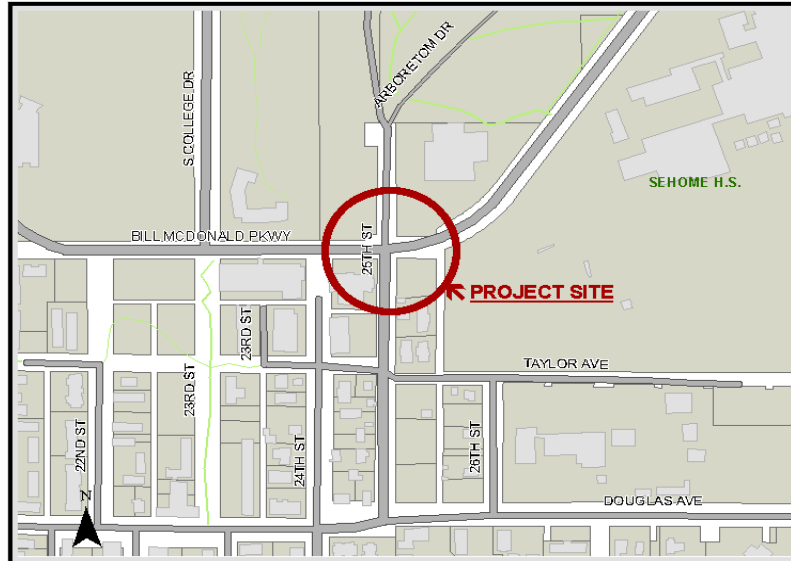 ARBORETOM DR
S COLLEGE DR
SEHOME H.S.
BILL MCDONALD PKWY
25TH ST
PROJECT SITE
23RD ST
TAYLOR AVE
23RD ST
22ND ST
24TH ST
26TH ST
DOUGLAS AVE
N